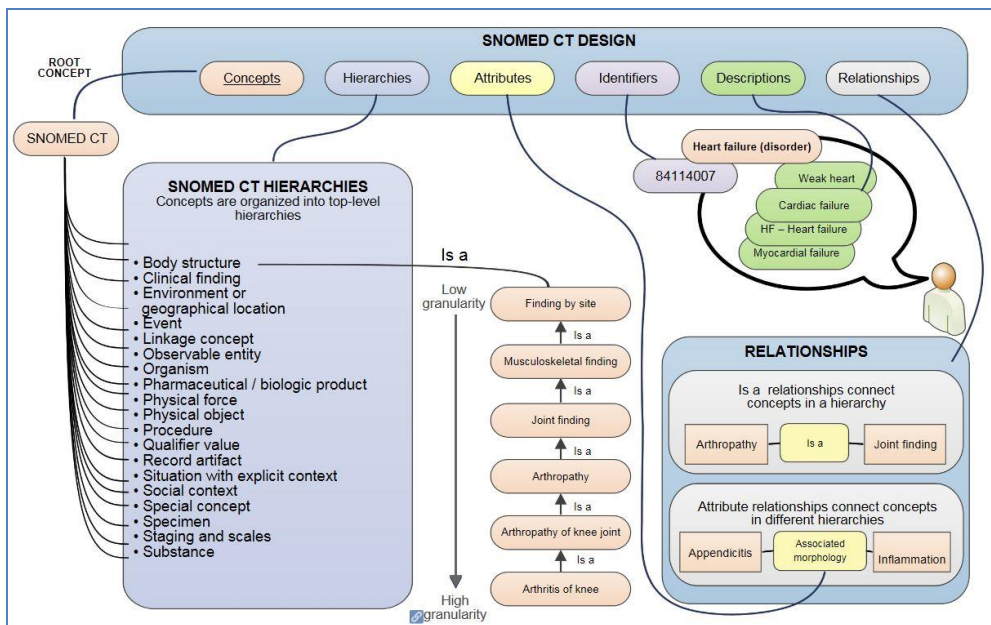 SNOMED CT DESIGN
ROOT
CONCEPT
Concepts
Hierarchies
Attributes
Identifiers
Descriptions
Relationships
SNOMED CT
Heart failure (disorder)
84114007
Weak heart
Cardiac failure
HF – Heart failure
Myocardial failure
SNOMED CT HIERARCHIES
Concepts are organized into top-level
hierarchies
• Body structure
• Clinical finding
• Environment or
geographical location
• Event
• Linkage concept
• Observable entity
• Organism
• Pharmaceutical / biologic product
• Physical force
• Physical object
• Procedure
• Qualifier value
• Record artifact
• Situation with explicit context
• Social context
• Special concept
• Specimen
• Staging and scales
• Substance
Is a
Low
granularity
High
granularity
Finding by site
Is a
Musculoskeletal finding
Is a
Joint finding
Is a
Arthropathy
Is a
Arthropathy of knee joint
Is a
Arthritis of knee
RELATIONSHIPS
Is a relationships connect
concepts in a hierarchy
Arthropathy
Is a
Joint finding
Attribute relationships connect concepts
in different hierarchies
Appendicitis
Associated
morphology
Inflammation